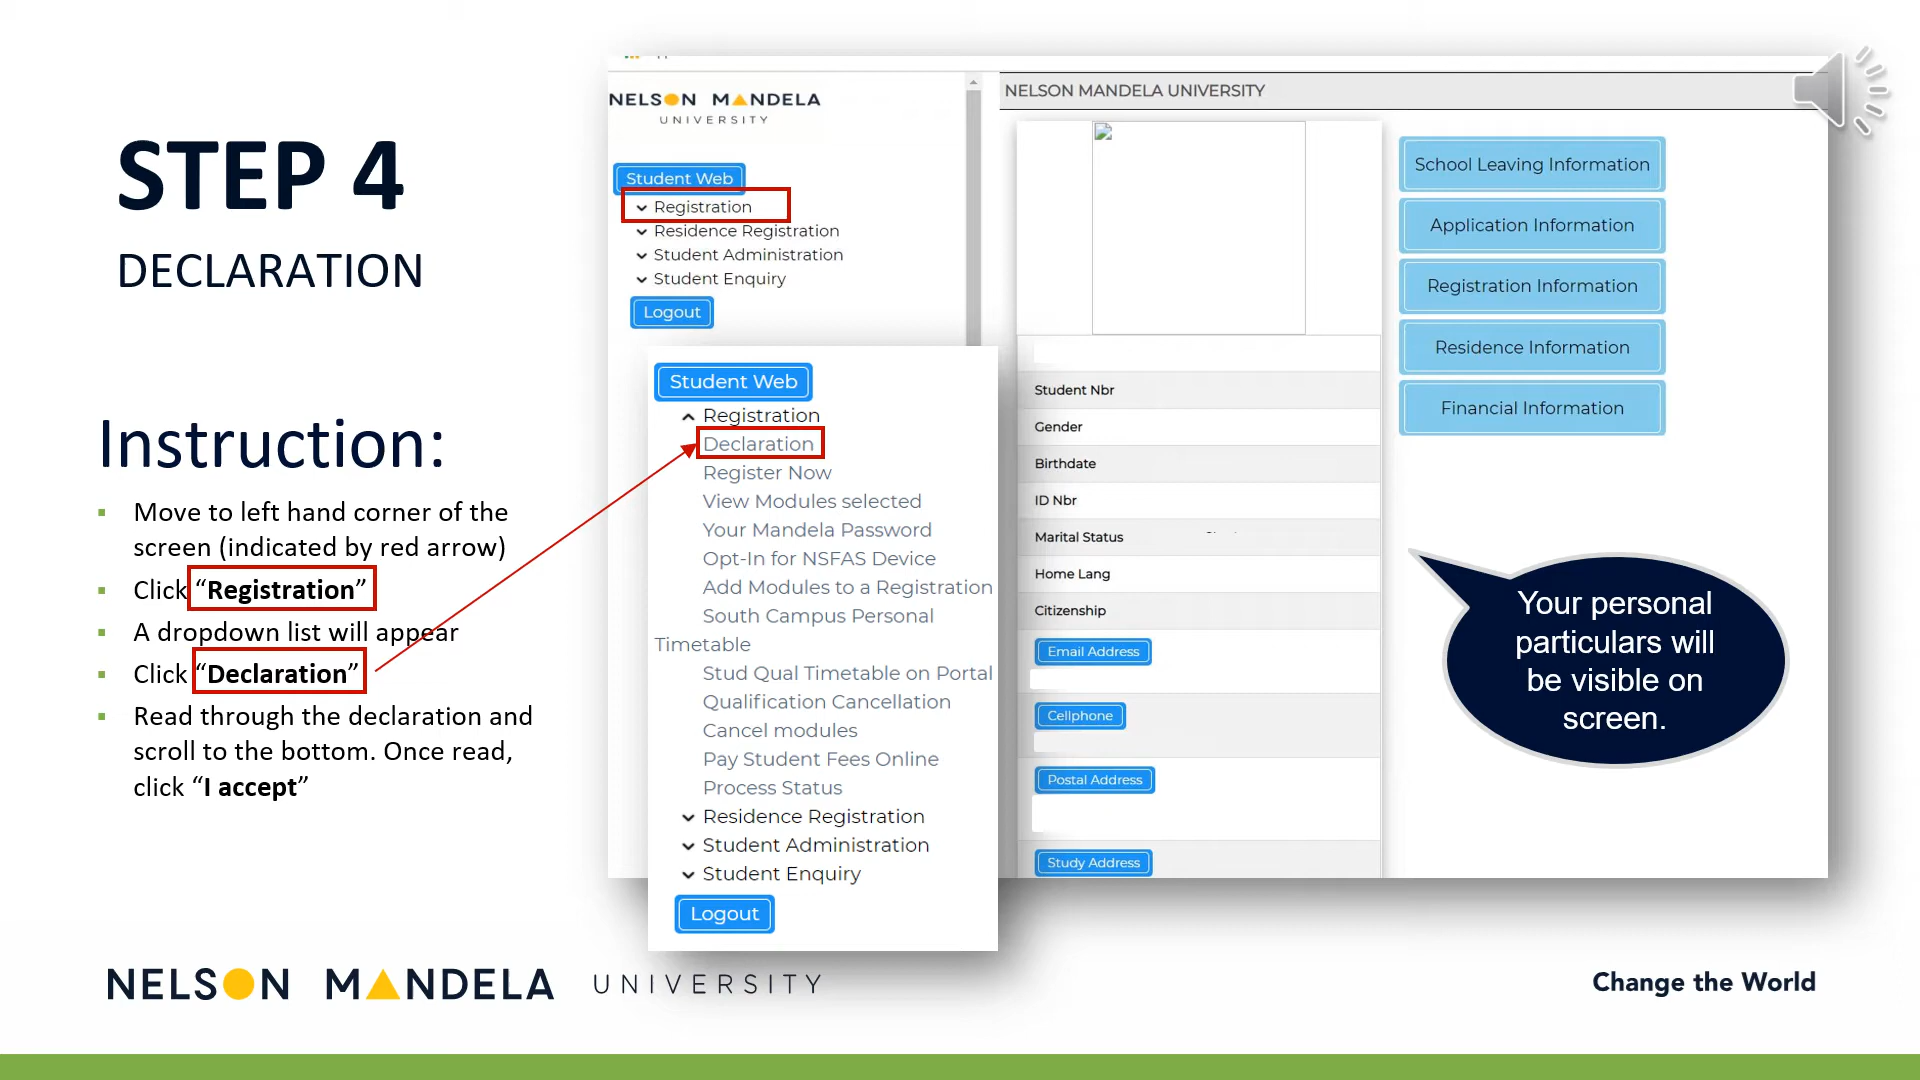 STEP 4
DECLARATION
Instruction:
Move to left hand corner of the
screen (indicated by red arrow)
Click “Registration”
A dropdown list will appear
Click “Declaration”
Read through the declaration and
scroll to the bottom. Once read,
click “I accept”
NELSON MANDELA
UNIVERSITY
Student Web
Registration
Residence Registration
Student Administration
Student Enquiry
Logout
Student Web
Registration
Declaration
Register Now
View Modules selected
Your Mandela Password
Opt-In for NSFAS Device
Add Modules to a Registration
South Campus Personal
Timetable
Stud Qual Timetable on Portal
Qualification Cancellation
Cancel modules
Pay Student Fees Online
Process Status
Residence Registration
Student Administration
Student Enquiry
Logout
NELSON MANDELA UNIVERSITY
Student Nbr
Gender
Birthdate
ID Nbr
Marital Status
Home Lang
Citizenship
Email Address
Cellphone
Postal Address
Study Address
School Leaving Information
Application Information
Registration Information
Residence Information
Financial Information
Your personal
particulars will
be visible on
screen.
NELSON MANDELA UNIVERSITY
Change the World